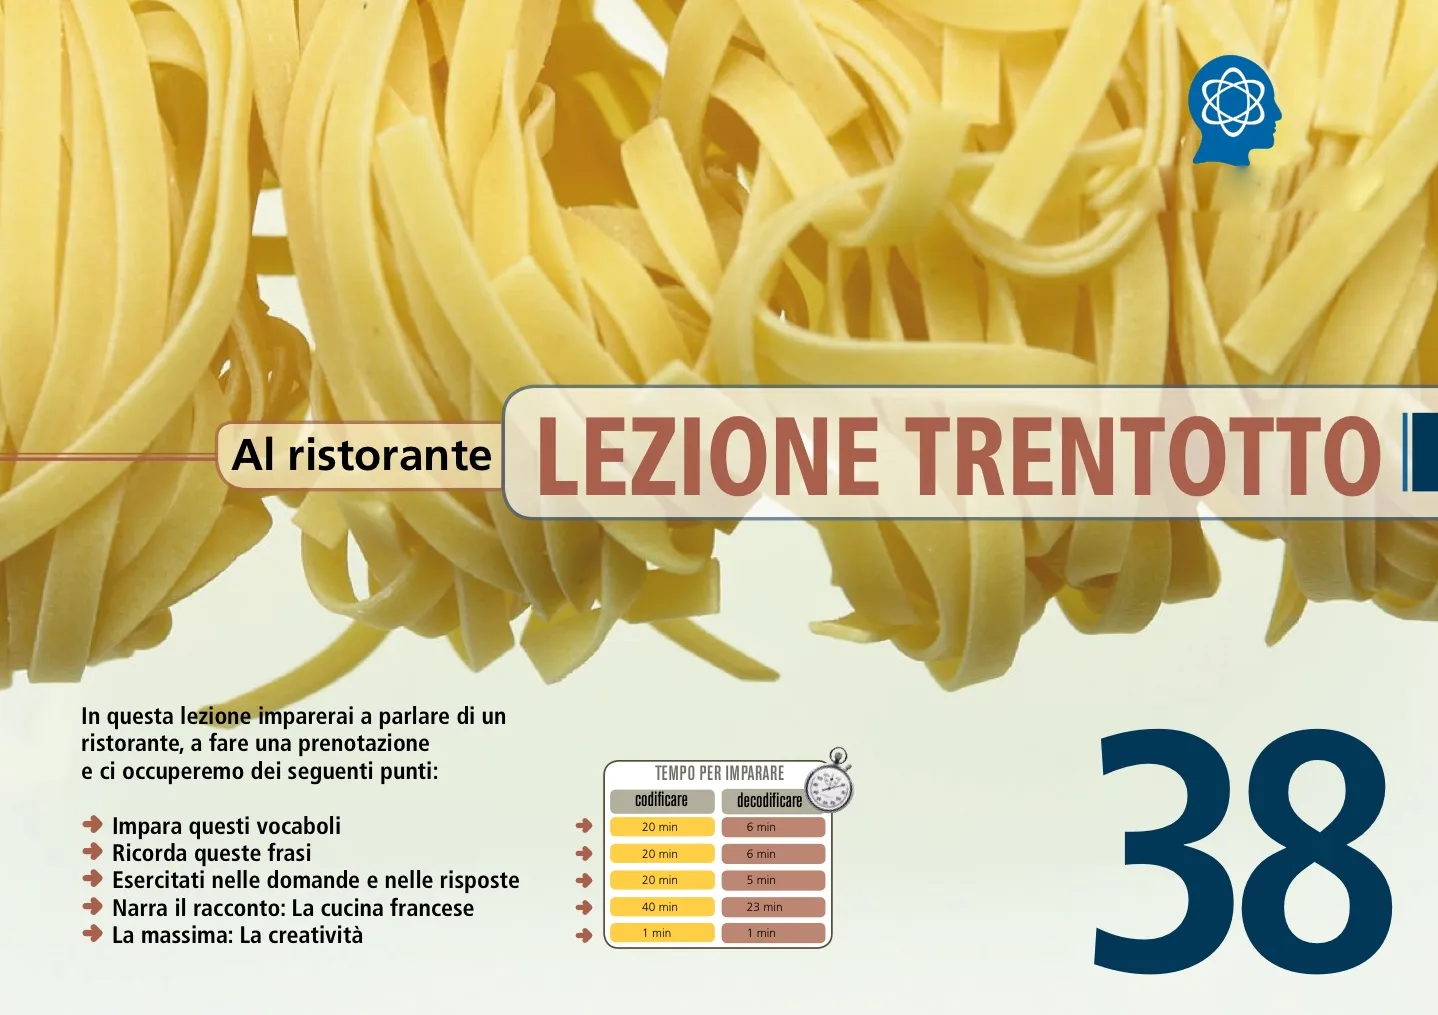 Al ristorante
LEZIONE TRENTOTTO
In questa lezione imparerai a parlare di un
ristorante, a fare una prenotazione
e ci occuperemo dei seguenti punti:
Impara questi vocaboli
Ricorda queste frasi
Esercitati nelle domande e nelle risposte
Narra il racconto: La cucina francese
La massima: La creatività
TEMPO PER IMPARARE
codificare decodificare
20 min 6 min
20 min 6 min
20 min 5 min
40 min 23 min
1 min 1 min
38